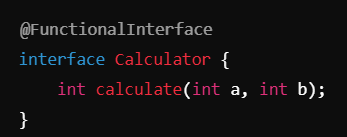 @FunctionalInterface
interface Calculator {
    int calculate(int a, int b);
}